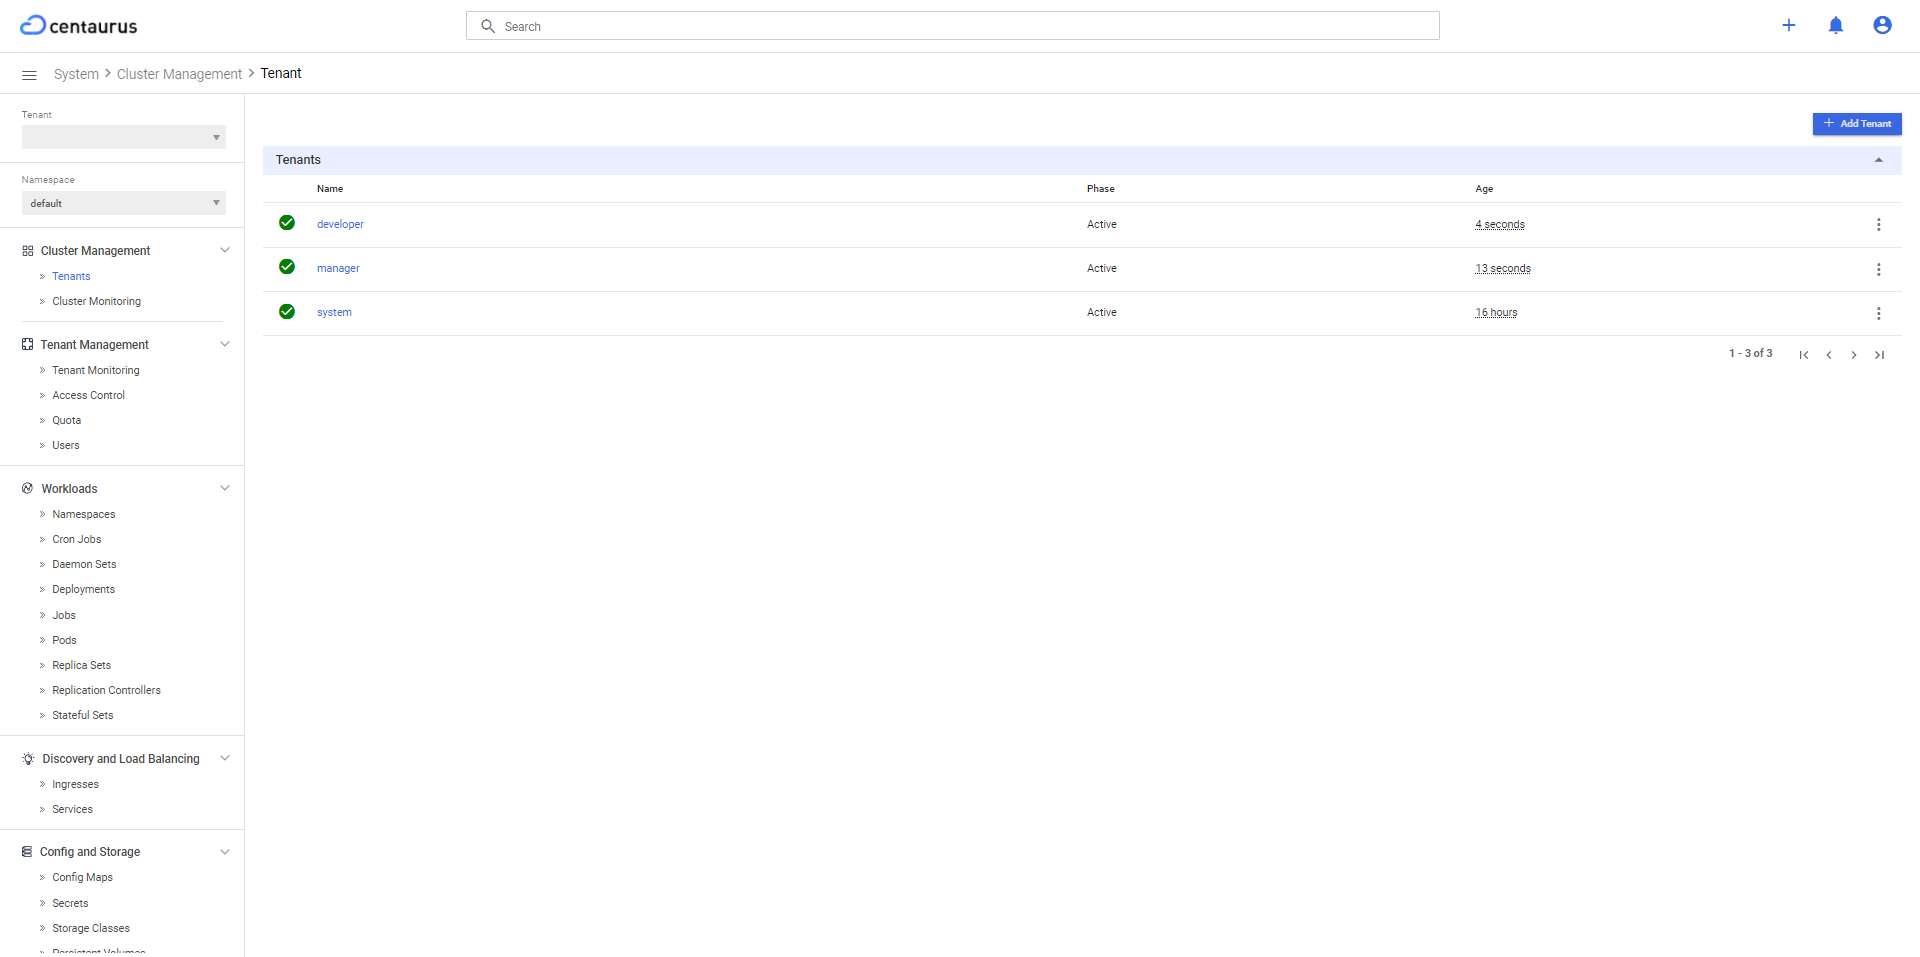 centaurus
Search
System > Cluster Management > Tenant
Tenant
Namespace
default
Cluster Management
» Tenants
» Cluster Monitoring
Tenant Management
» Tenant Monitoring
» Access Control
» Quota
» Users
Workloads
» Namespaces
» Cron Jobs
» Daemon Sets
» Deployments
» Jobs
» Pods
» Replica Sets
» Replication Controllers
» Stateful Sets
Discovery and Load Balancing
» Ingresses
» Services
Config and Storage
» Config Maps
» Secrets
» Storage Classes
» Persistent Volumes
+ Add Tenant
Tenants
Name Phase Age
developer Active 4 seconds
manager Active 13 seconds
system Active 16 hours
1 - 3 of 3